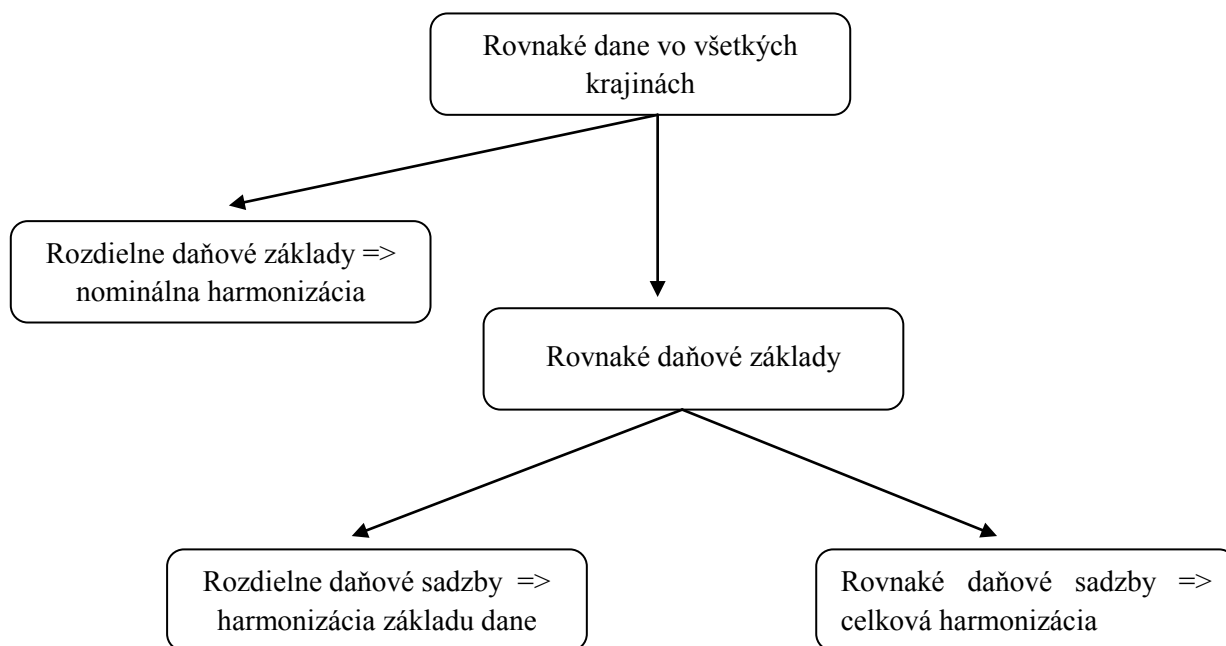 Rovnaké dane vo všetkých
krajinách
Rozdielne daňové základy =>
nominálna harmonizácia
Rovnaké daňové základy
Rozdielne daňové sadzby =>
harmonizácia základu dane
Rovnaké daňové sadzby =>
celková harmonizácia